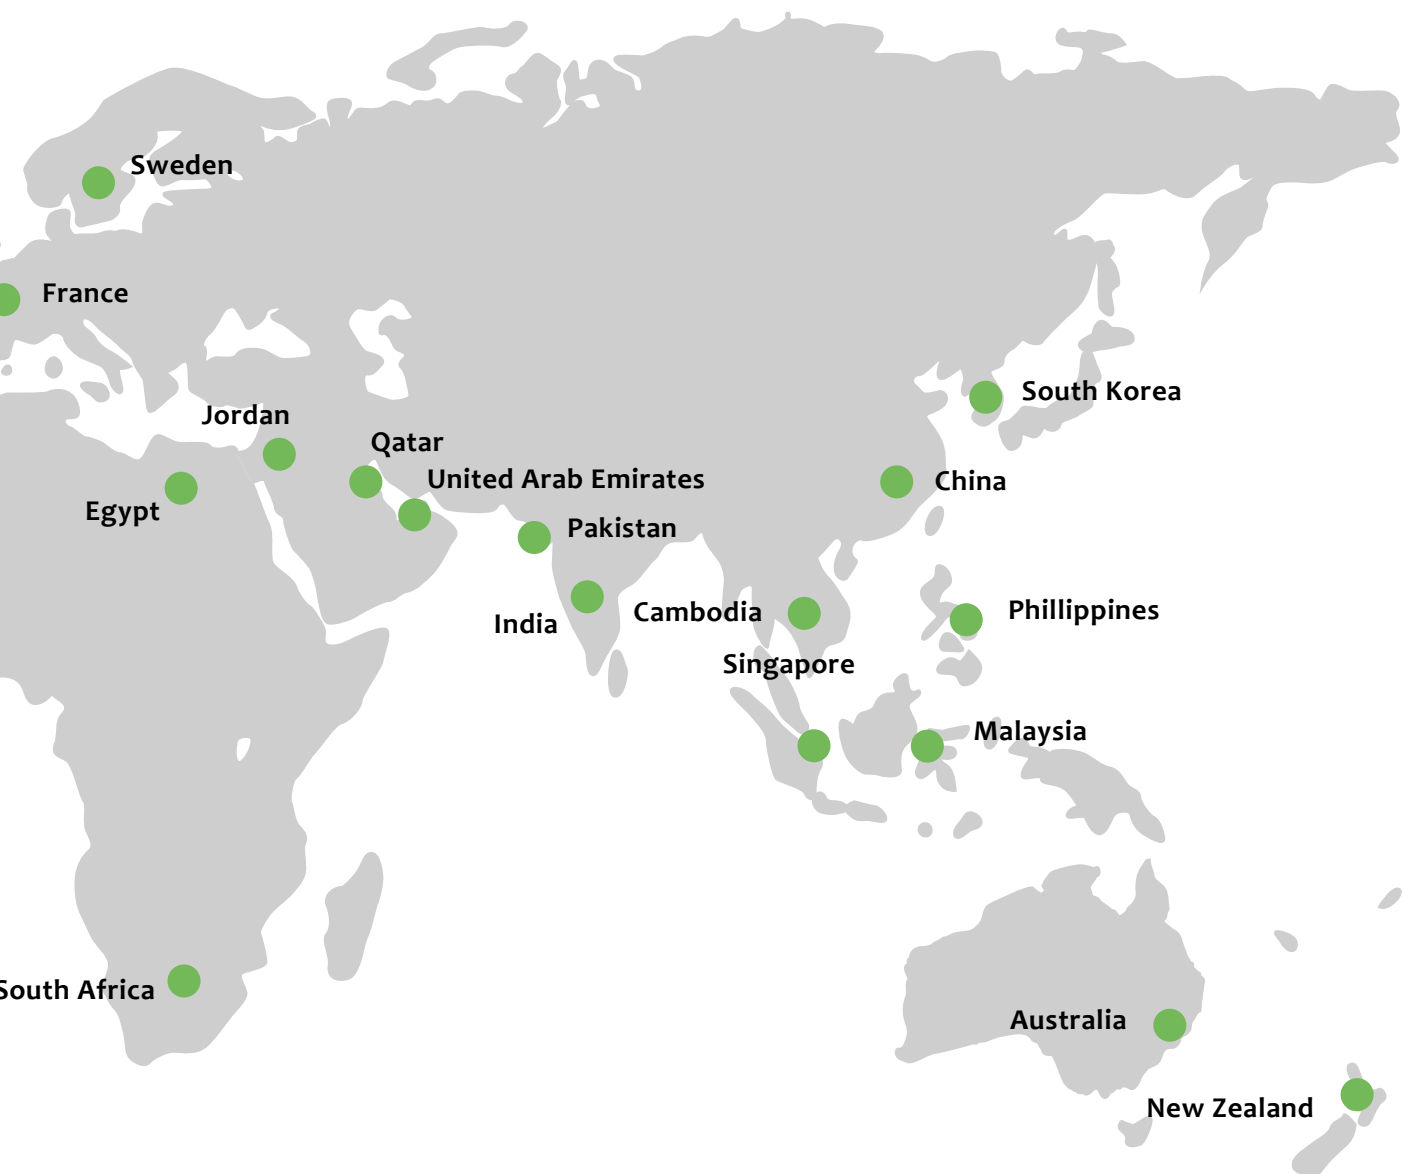 Sweden
France
South Korea
Jordan
Qatar
United Arab Emirates
China
Egypt
Pakistan
India
Cambodia
Phillippines
Singapore
Malaysia
South Africa
Australia
New Zealand